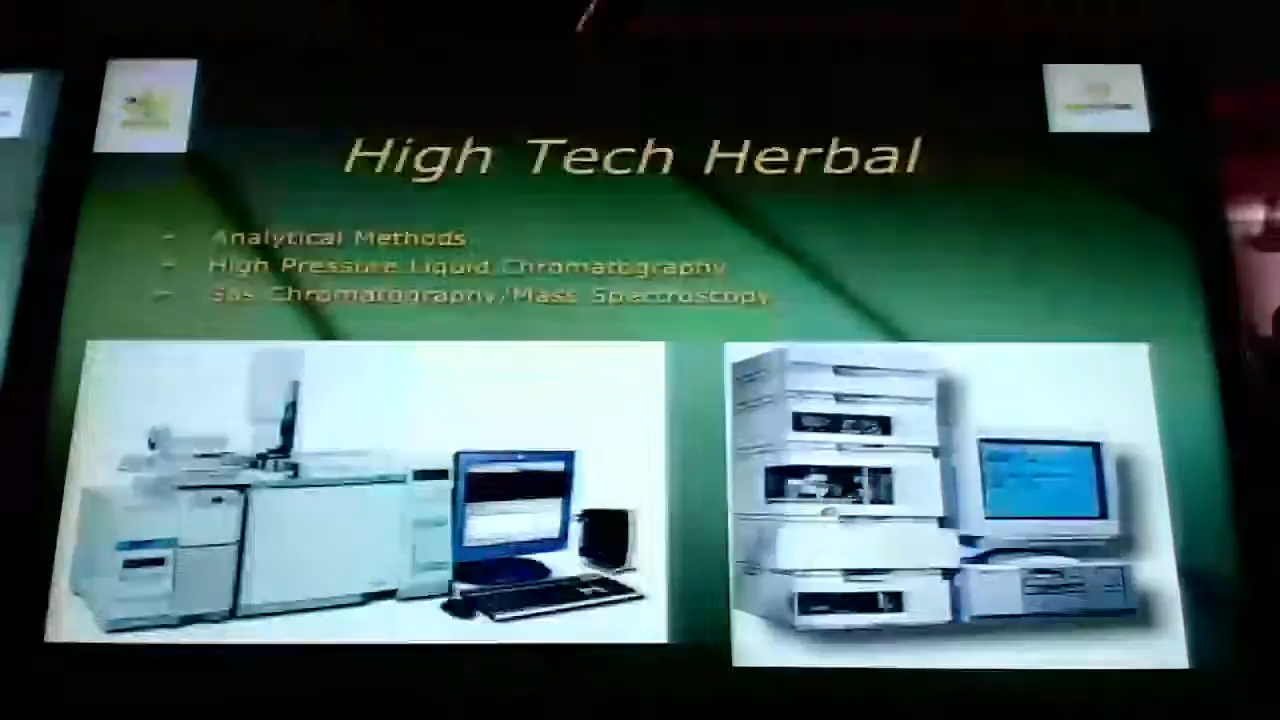 High Tech Herbal
Analytical Methods
High Pressure Liquid Chromatography
Gas Chromatography/Mass Spectroscopy